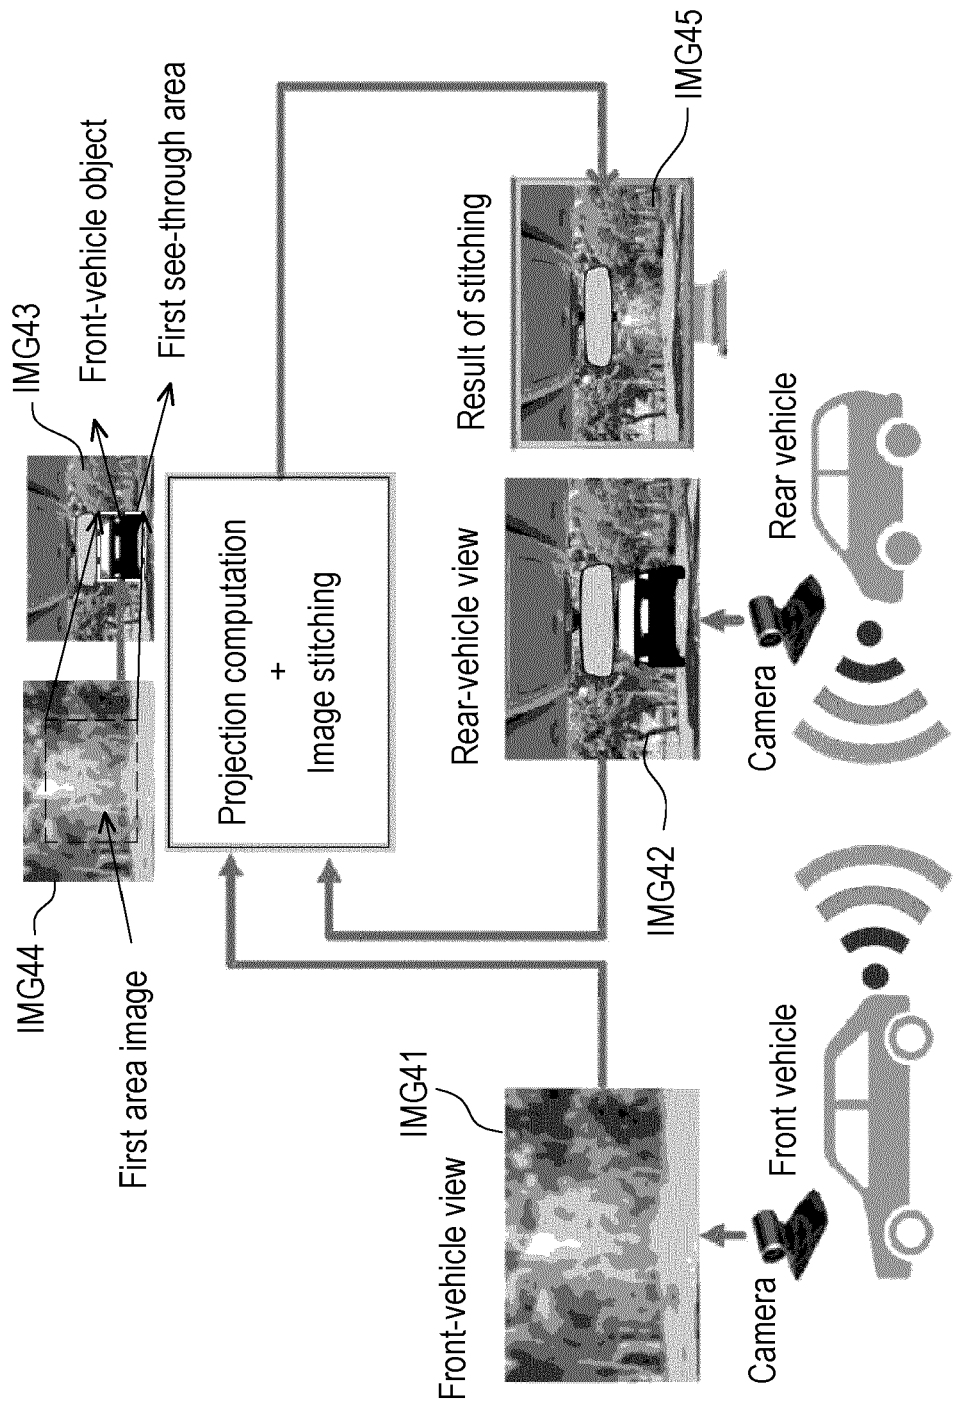 IMG44
IMG43
Front-vehicle object
First see-through area
First area image
Projection computation
+
Image stitching
IMG41
Front-vehicle view
Rear-vehicle view
IMG42
Result of stitching
IMG45
Camera
Front vehicle
Camera
Rear vehicle